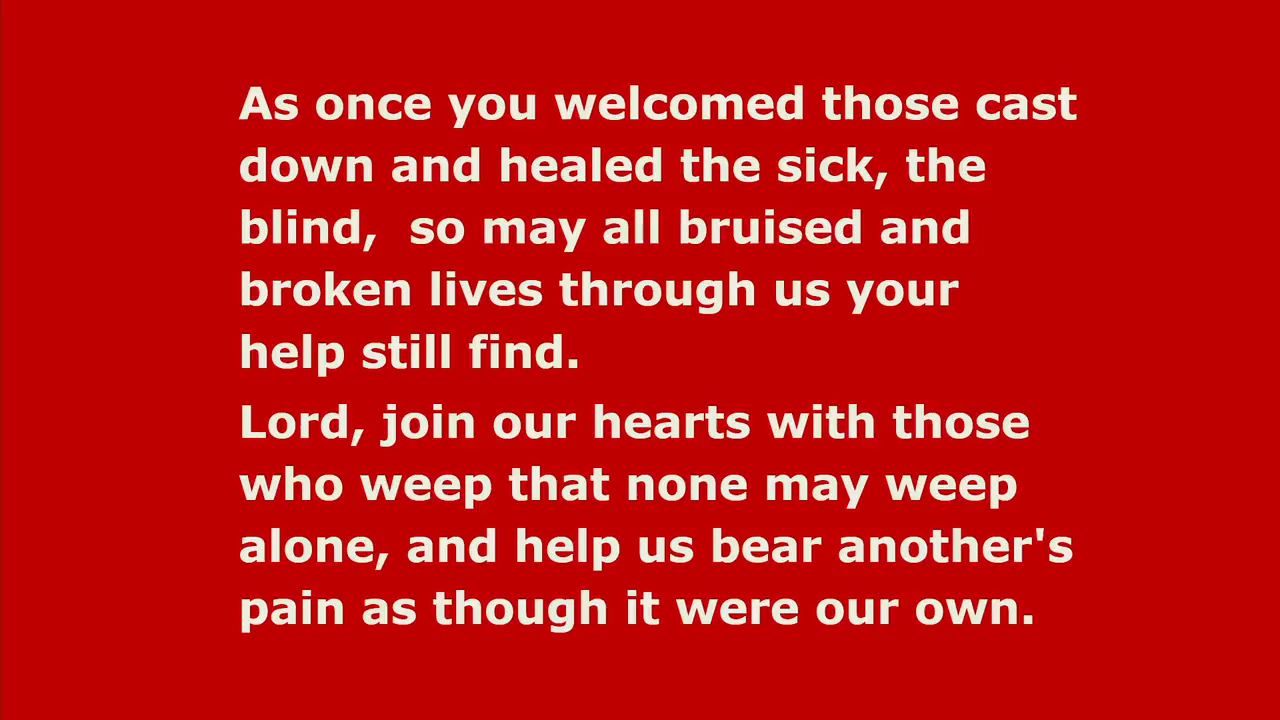 As once you welcomed those cast
down and healed the sick, the
blind,  so may all bruised and
broken lives through us your
help still find.
Lord, join our hearts with those
who weep that none may weep
alone, and help us bear another's
pain as though it were our own.